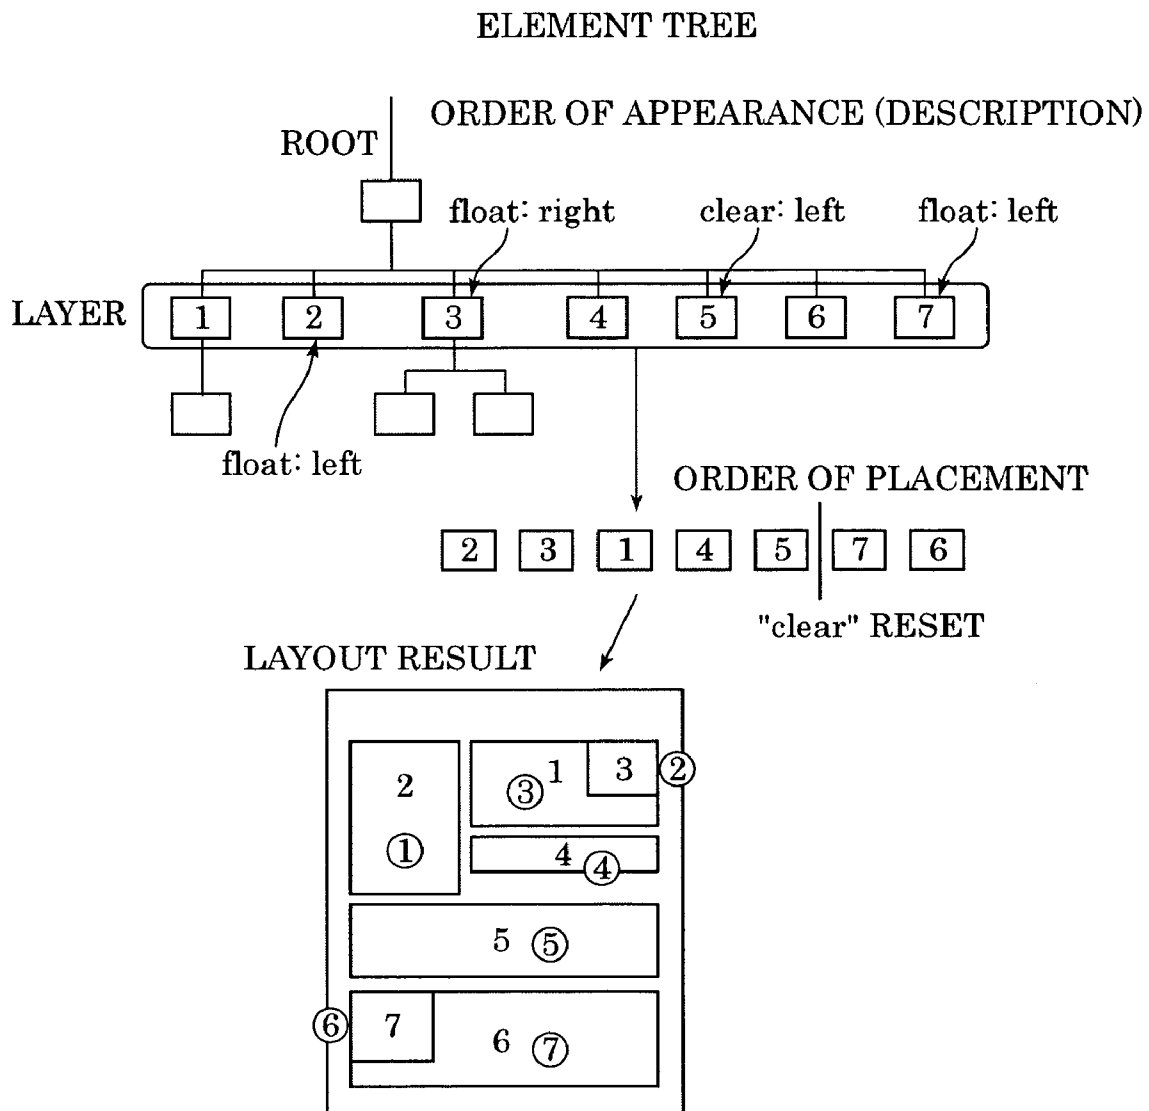 ELEMENT TREE
ORDER OF APPEARANCE (DESCRIPTION)
ROOT
float: right
clear: left
float: left
LAYER
1 2 3 4 5 6 7
float: left
ORDER OF PLACEMENT
2 3 1 4 5 7 6
"clear" RESET
LAYOUT RESULT
2
①
1
③
3
②
4
④
5 ⑤
⑥
7
6 ⑦